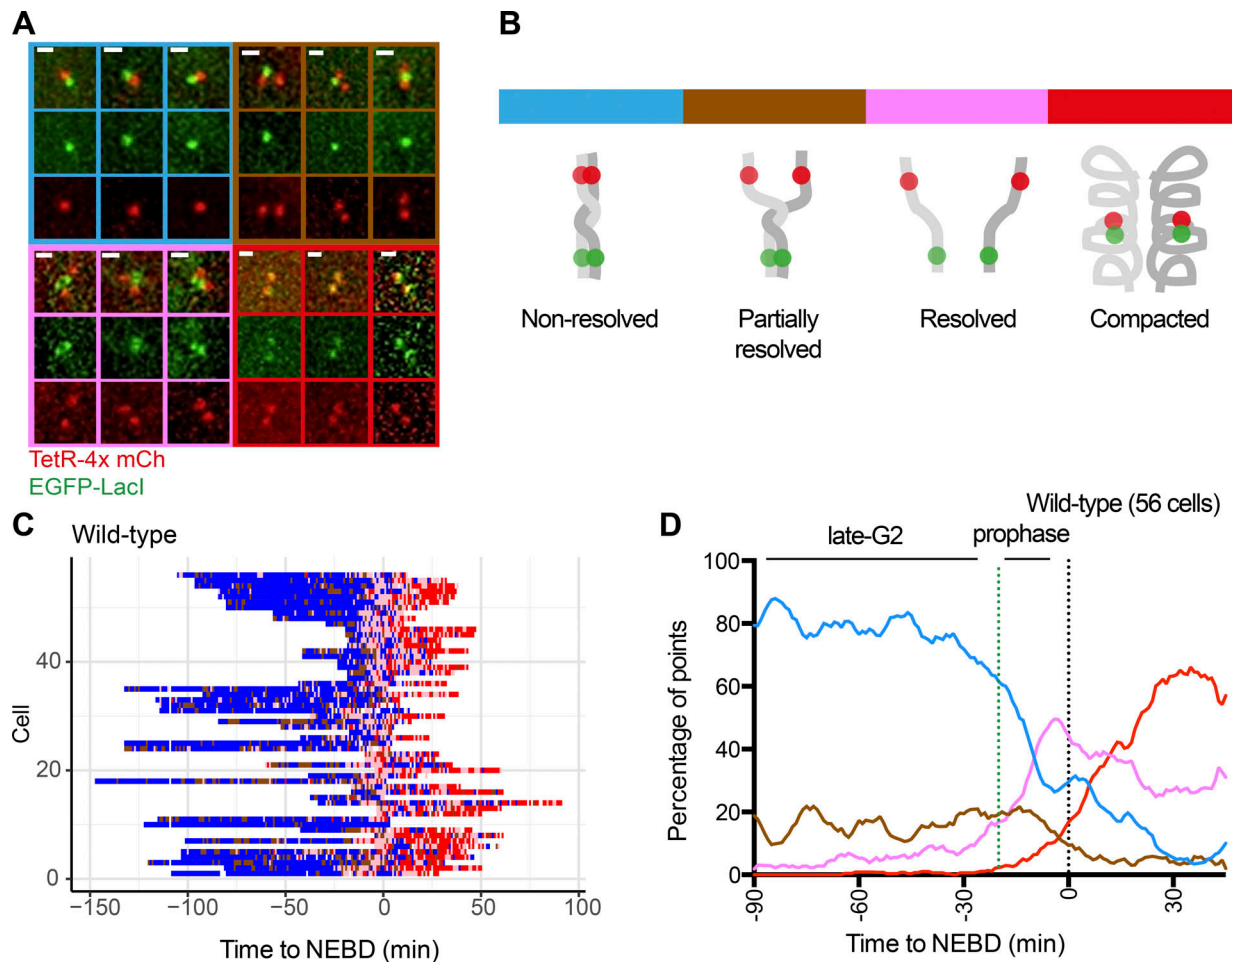 A
B
Non-resolved
Partially
resolved
Resolved
Compacted
TetR-4x mCh
EGFP-LacI
C
Wild-type
Cell
40
20
0
−150
−100
−50
0
50
100
Time to NEBD (min)
D
Wild-type (56 cells)
late-G2
prophase
Percentage of points
100
80
60
40
20
0
-90
-60
-30
0
30
Time to NEBD (min)